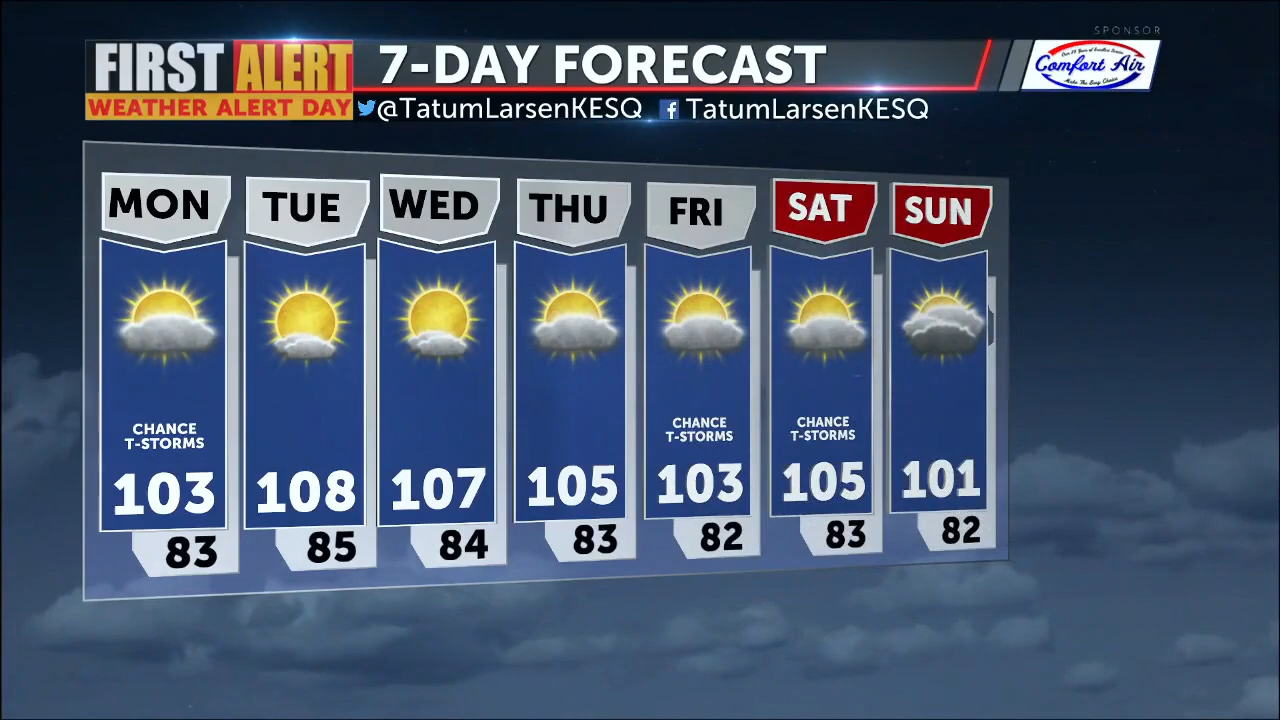 SPONSOR
FIRST ALERT
WEATHER ALERT DAY
7-DAY FORECAST
@TatumLarsenKESQ
TatumLarsenKESQ
Comfort Air
MON TUE WED THU FRI SAT SUN
CHANCE
T-STORMS
CHANCE
T-STORMS
CHANCE
T-STORMS
103 108 107 105 103 105 101
83 85 84 83 82 83 82